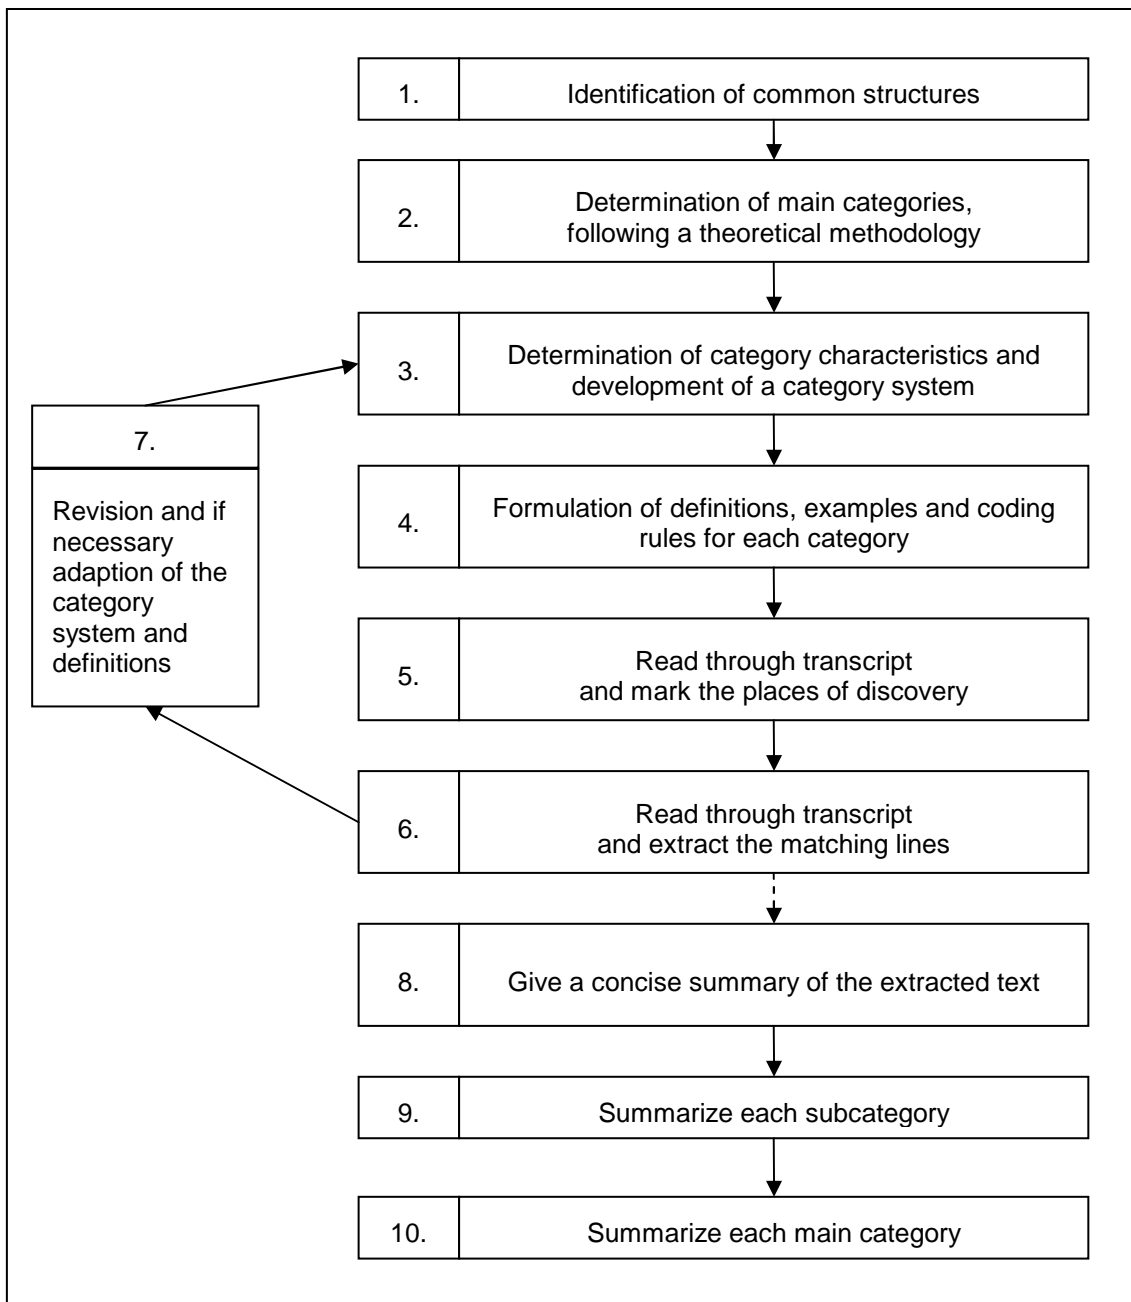 1.
Identification of common structures
2.
Determination of main categories,
following a theoretical methodology
3.
Determination of category characteristics and
development of a category system
4.
Formulation of definitions, examples and coding
rules for each category
5.
Read through transcript
and mark the places of discovery
6.
Read through transcript
and extract the matching lines
7.
Revision and if
necessary
adaption of the
category
system and
definitions
8.
Give a concise summary of the extracted text
9.
Summarize each subcategory
10.
Summarize each main category